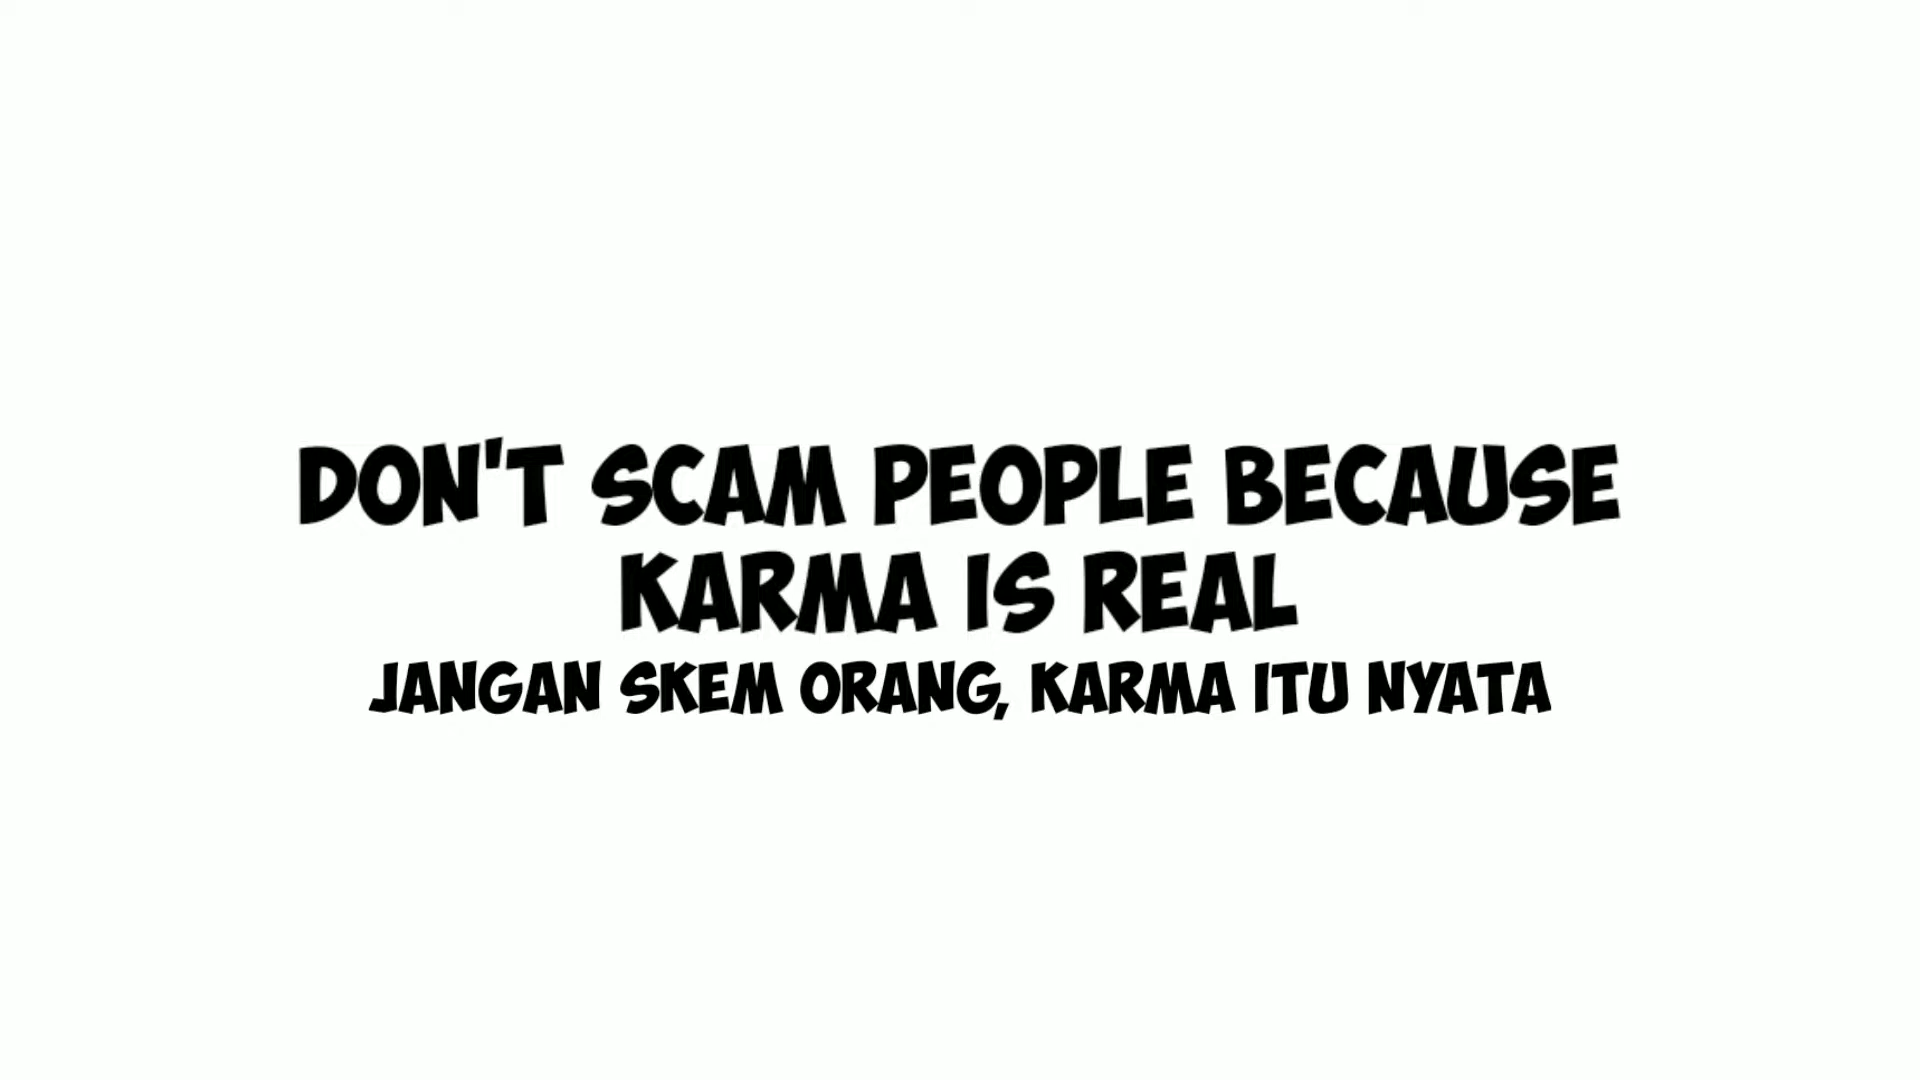 DON'T SCAM PEOPLE BECAUSE
KARMA IS REAL
JANGAN SKEM ORANG, KARMA ITU NYATA